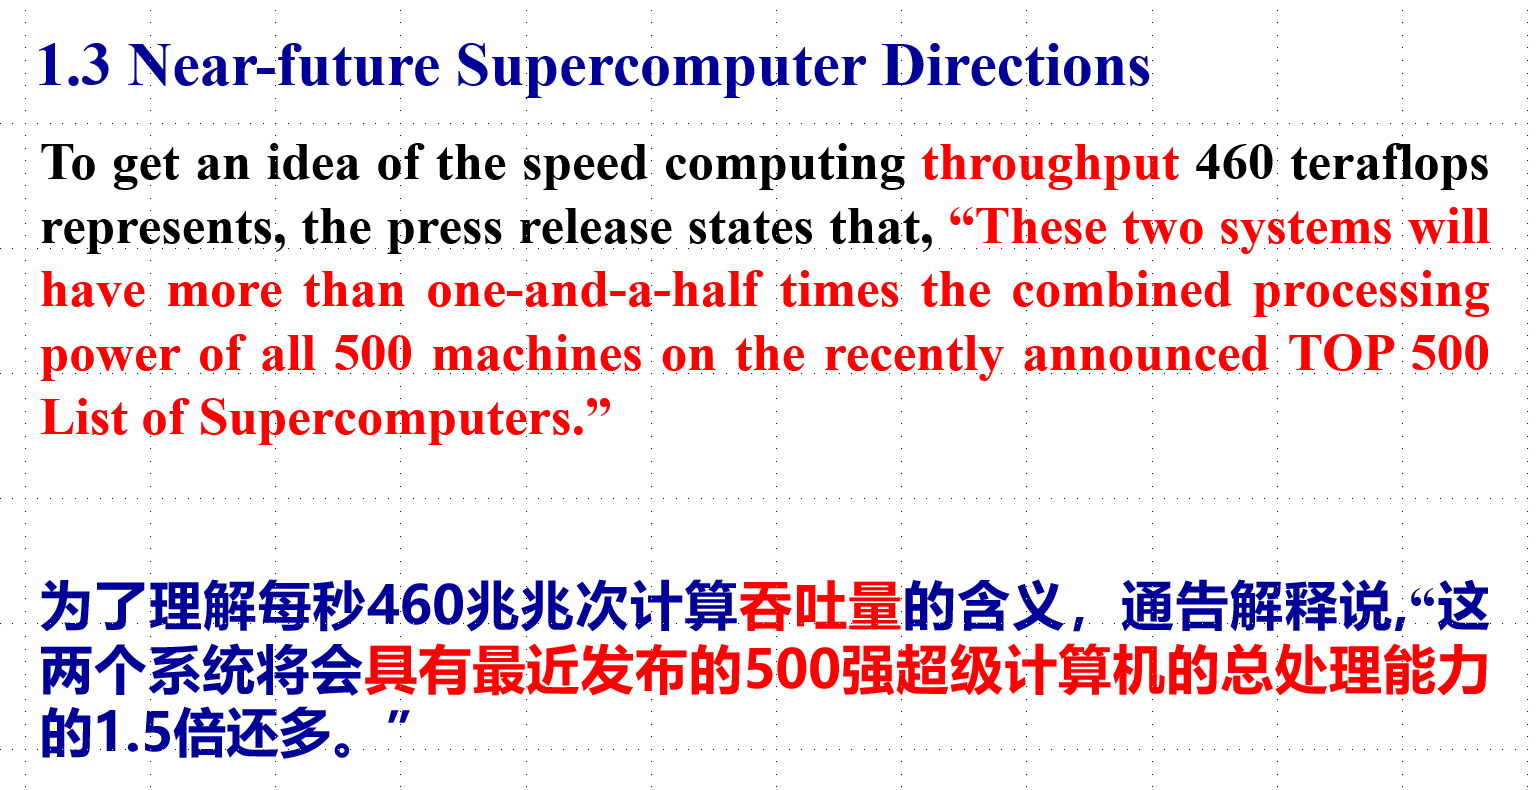 1.3 Near-future Supercomputer Directions
To get an idea of the speed computing throughput 460 teraflops
represents, the press release states that, “These two systems will
have more than one-and-a-half times the combined processing
power of all 500 machines on the recently announced TOP 500
List of Supercomputers.”
为了理解每秒460兆兆次计算吞吐量的含义，通告解释说,“这
两个系统将会具有最近发布的500强超级计算机的总处理能力
的1.5倍还多。”